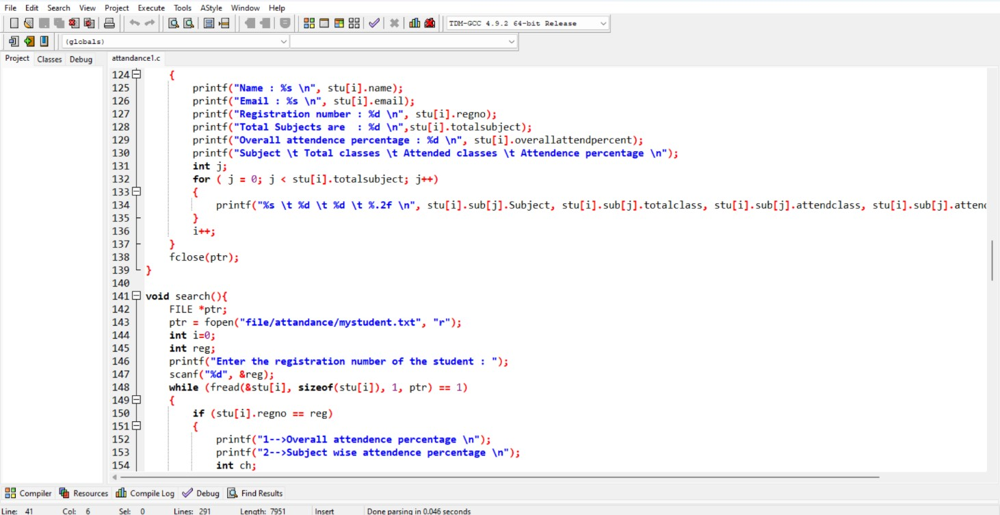 File Edit Search View Project Execute Tools AStyle Window Help
TDM-GCC 4.9.2 64-bit Release
(globals)
Project Classes Debug attandance1.c
124 {
125 printf("Name : %s \n", stu[i].name);
126 printf("Email : %s \n", stu[i].email);
127 printf("Registration number : %d \n", stu[i].regno);
128 printf("Total Subjects are  : %d \n",stu[i].totalsubject);
129 printf("Overall attendence percentage : %d \n", stu[i].overallattendpercent);
130 printf("Subject \t Total classes \t Attended classes \t Attendence percentage \n");
131 int j;
132 for ( j = 0; j < stu[i].totalsubject; j++)
133 {
134 printf("%s \t %d \t %d \t %.2f \n", stu[i].sub[j].Subject, stu[i].sub[j].totalclass, stu[i].sub[j].attendclass, stu[i].sub[j].attend
135 }
136 i++;
137 }
138 fclose(ptr);
139 }
140
141 void search(){
142 FILE *ptr;
143 ptr = fopen("file/attandance/mystudent.txt", "r");
144 int i=0;
145 int reg;
146 printf("Enter the registration number of the student : ");
147 scanf("%d", &reg);
148 while (fread(&stu[i], sizeof(stu[i]), 1, ptr) == 1)
149 {
150 if (stu[i].regno == reg)
151 {
152 printf("1-->Overall attendence percentage \n");
153 printf("2-->Subject wise attendence percentage \n");
154 int ch;
Compiler Resources Compile Log Debug Find Results
Line: 41 Col: 6 Sel: 0 Lines: 291 Length: 7951 Insert Done parsing in 0.046 seconds